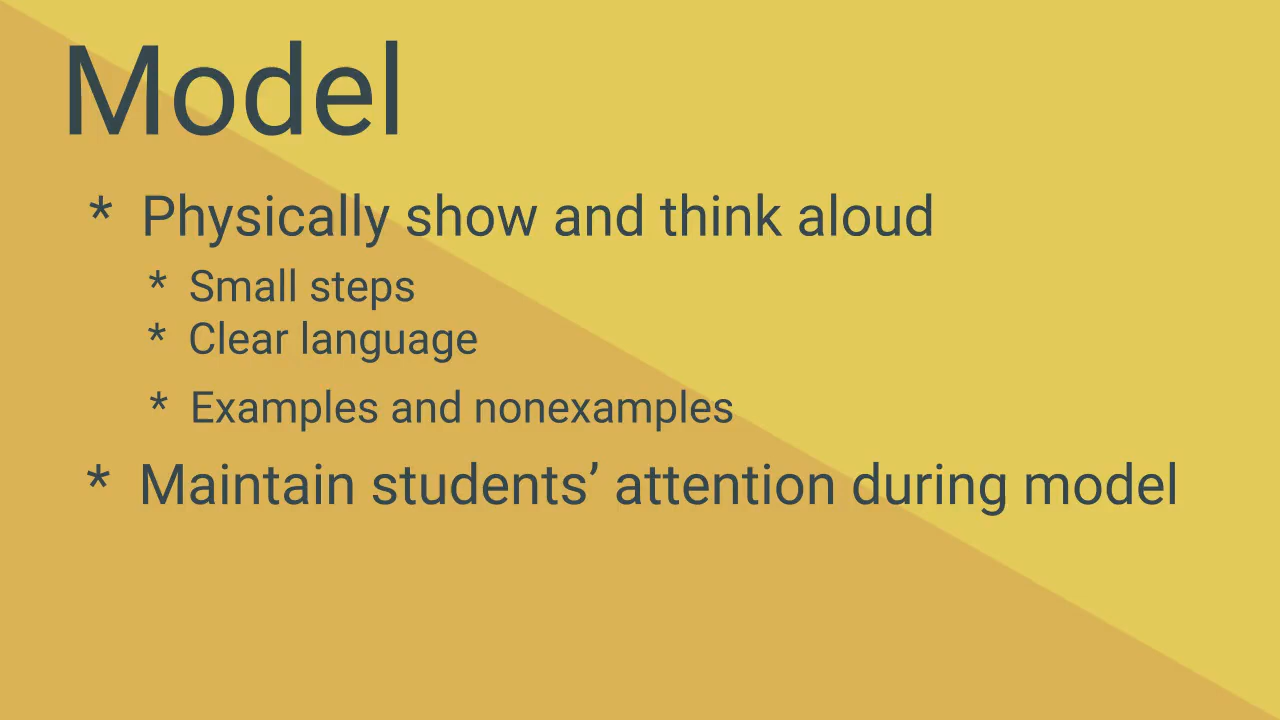 Model
* Physically show and think aloud
* Small steps
* Clear language
* Examples and nonexamples
* Maintain students’ attention during model